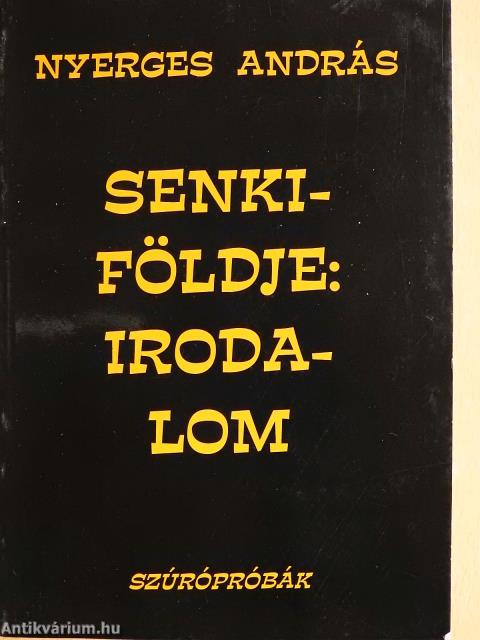 NYERGES ANDRÁS
SENKI-
FÖLDJE:
IRODA-
LOM
SZÚRÓPRÓBÁK
Antikvárium.hu